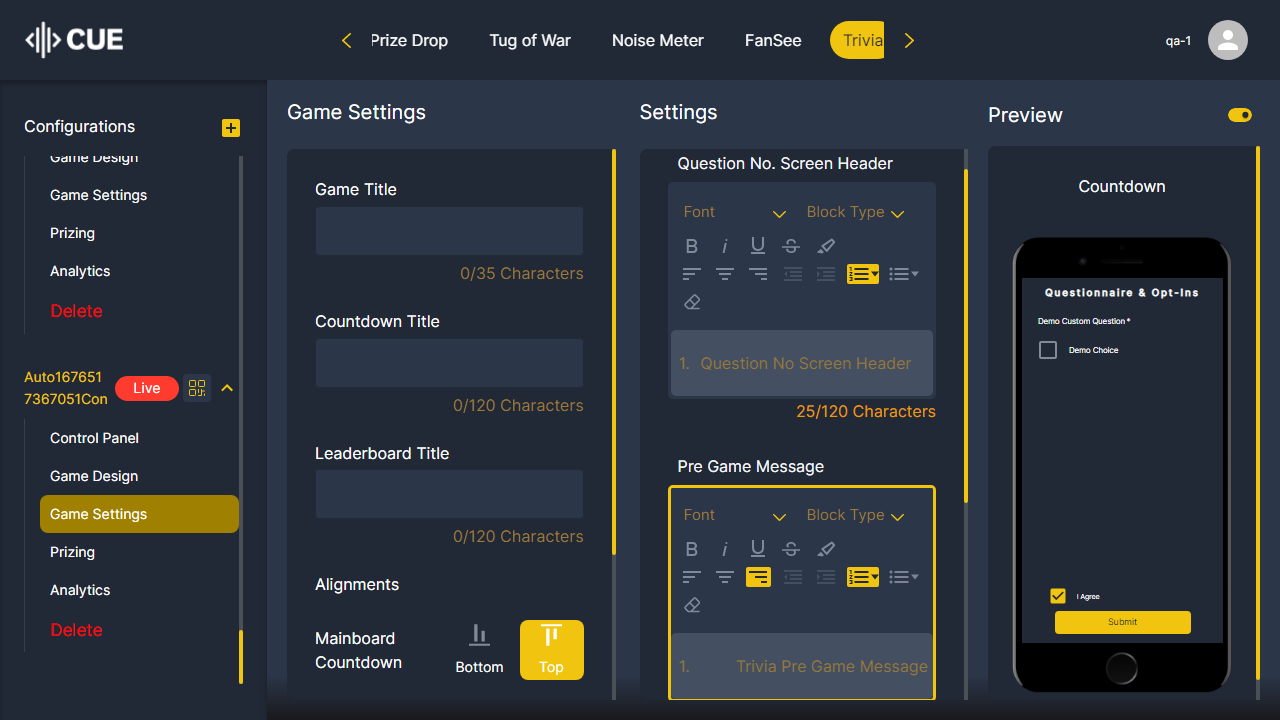 CUE
Prize Drop
Tug of War
Noise Meter
FanSee
Trivia
qa-1
Configurations
Game Design
Game Settings
Prizing
Analytics
Delete
Auto167651
7367051Con
Live
Control Panel
Game Design
Game Settings
Prizing
Analytics
Delete
Game Settings
Game Title
0/35 Characters
Countdown Title
0/120 Characters
Leaderboard Title
0/120 Characters
Alignments
Mainboard
Countdown
Bottom
Top
Settings
Question No. Screen Header
Font
Block Type
B i U S
1. Question No Screen Header
25/120 Characters
Pre Game Message
Font
Block Type
B i U S
1. Trivia Pre Game Message
Preview
Countdown
Questionnaire & Opt-Ins
Demo Custom Question *
Demo Choice
I Agree
Submit